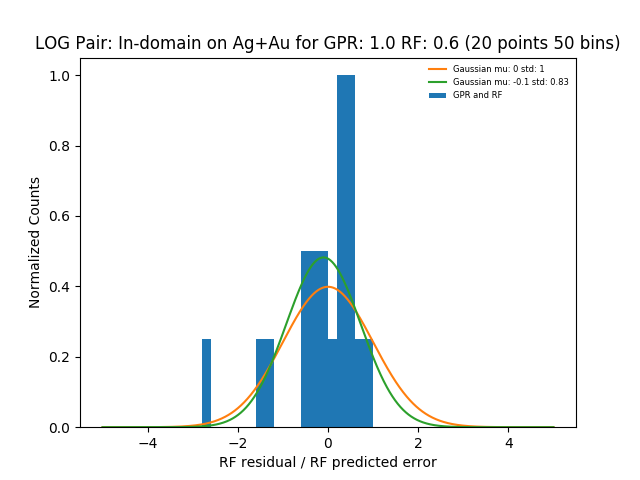 LOG Pair: In-domain on Ag+Au for GPR: 1.0 RF: 0.6 (20 points 50 bins)
Gaussian mu: 0 std: 1
Gaussian mu: -0.1 std: 0.83
GPR and RF
Normalized Counts
1.0
0.8
0.6
0.4
0.2
0.0
−4
−2
0
2
4
RF residual / RF predicted error